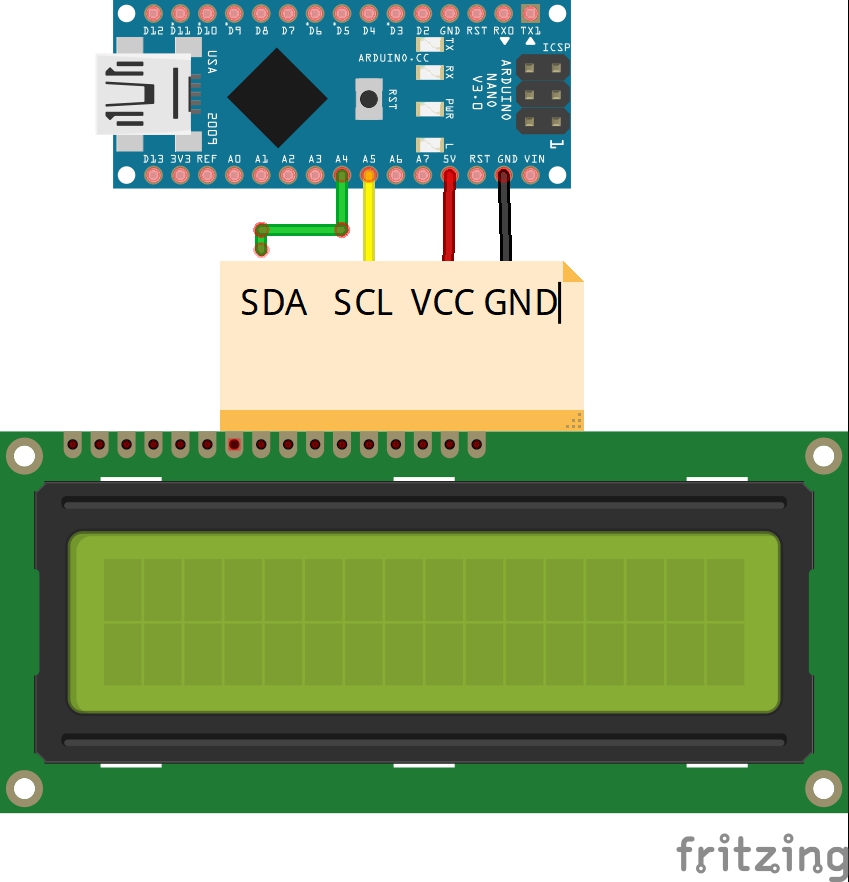 D12 D11 D10 D9 D8 D7 D6 D5 D4 D3 D2 GND RST RX0 TX1
ICSP
TX
ARDUINO.CC
USA
RX
ARDUINO
NANO
V3.0
RST
PWR
2009
1
L
D13 3V3 REF A0 A1 A2 A3 A4 A5 A6 A7 5V RST GND VIN
SDA SCL VCC GND
fritzing